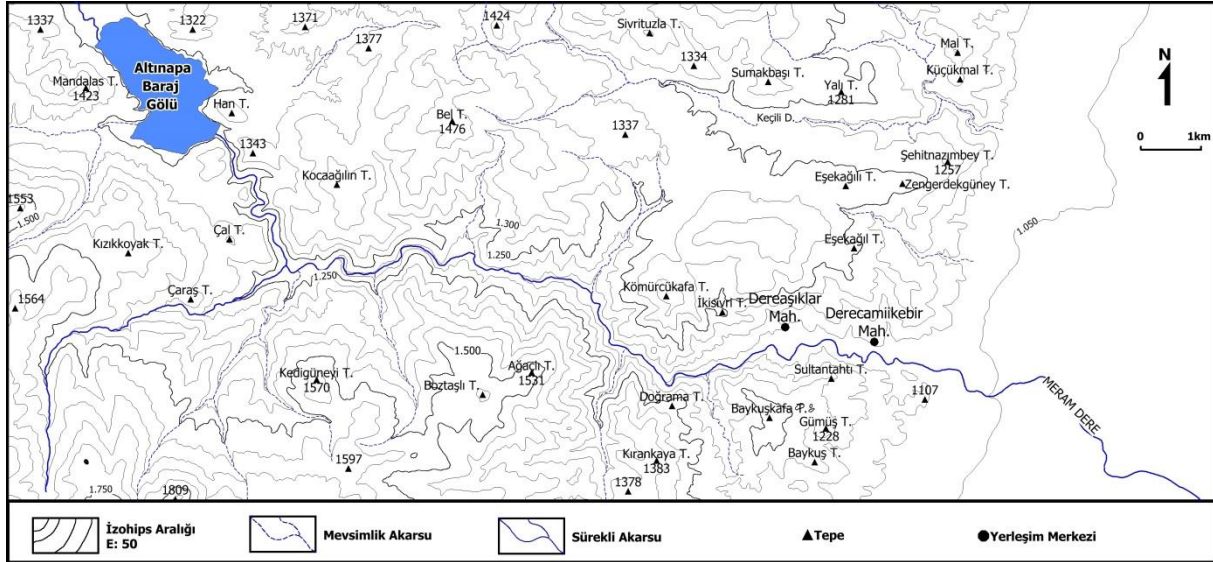 1337
1322
1371
1377
1424
Sivrituzla T.
1334
Mal T.
Küçükmal T.
N
Altınapa
Baraj
Gölü
Mandalas T.
1423
Han T.
Sumakbaşı T.
Yalı T.
1281
Keçili D.
0 1km
Bel T.
1476
1337
1343
Kocaağılın T.
Şehitnazımbey T.
1257
Eşekağılı T.
Zengerdekgüney T.
1553
1.500
Çal T.
Kızıkkoyak T.
1.300
1.250
1.050
Eşekağıl T.
1564
Çaraş T.
1.250
Kömürcükafa T.
İkisivri T.
Dereaşıklar
Mah.
Derecamiikebir
Mah.
Kedigüneyi T.
1570
1.500
Ağaçlı T.
1531
Boztaşlı T.
Doğrama T.
Sultantahtı T.
1107
MERAM DERE
Baykuşkafa T.
Gümüş T.
1228
Baykuş T.
Kırankaya T.
1383
1378
1597
1.750
1809
İzohips Aralığı
E: 50
Mevsimlik Akarsu
Sürekli Akarsu
Tepe
Yerleşim Merkezi